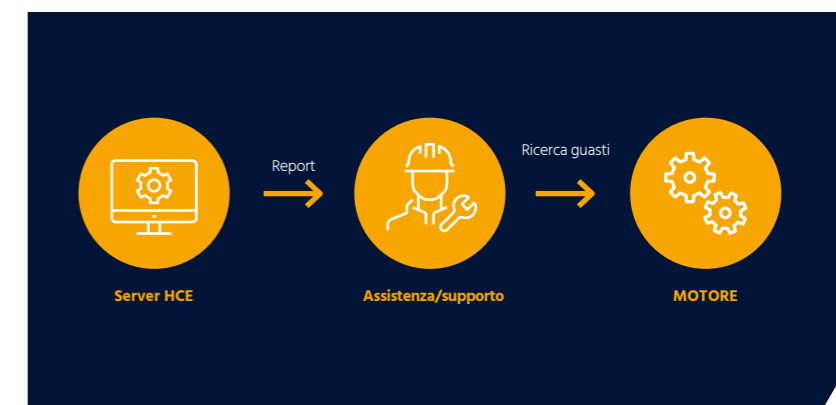 Report
Ricerca guasti
Server HCE
Assistenza/supporto
MOTORE